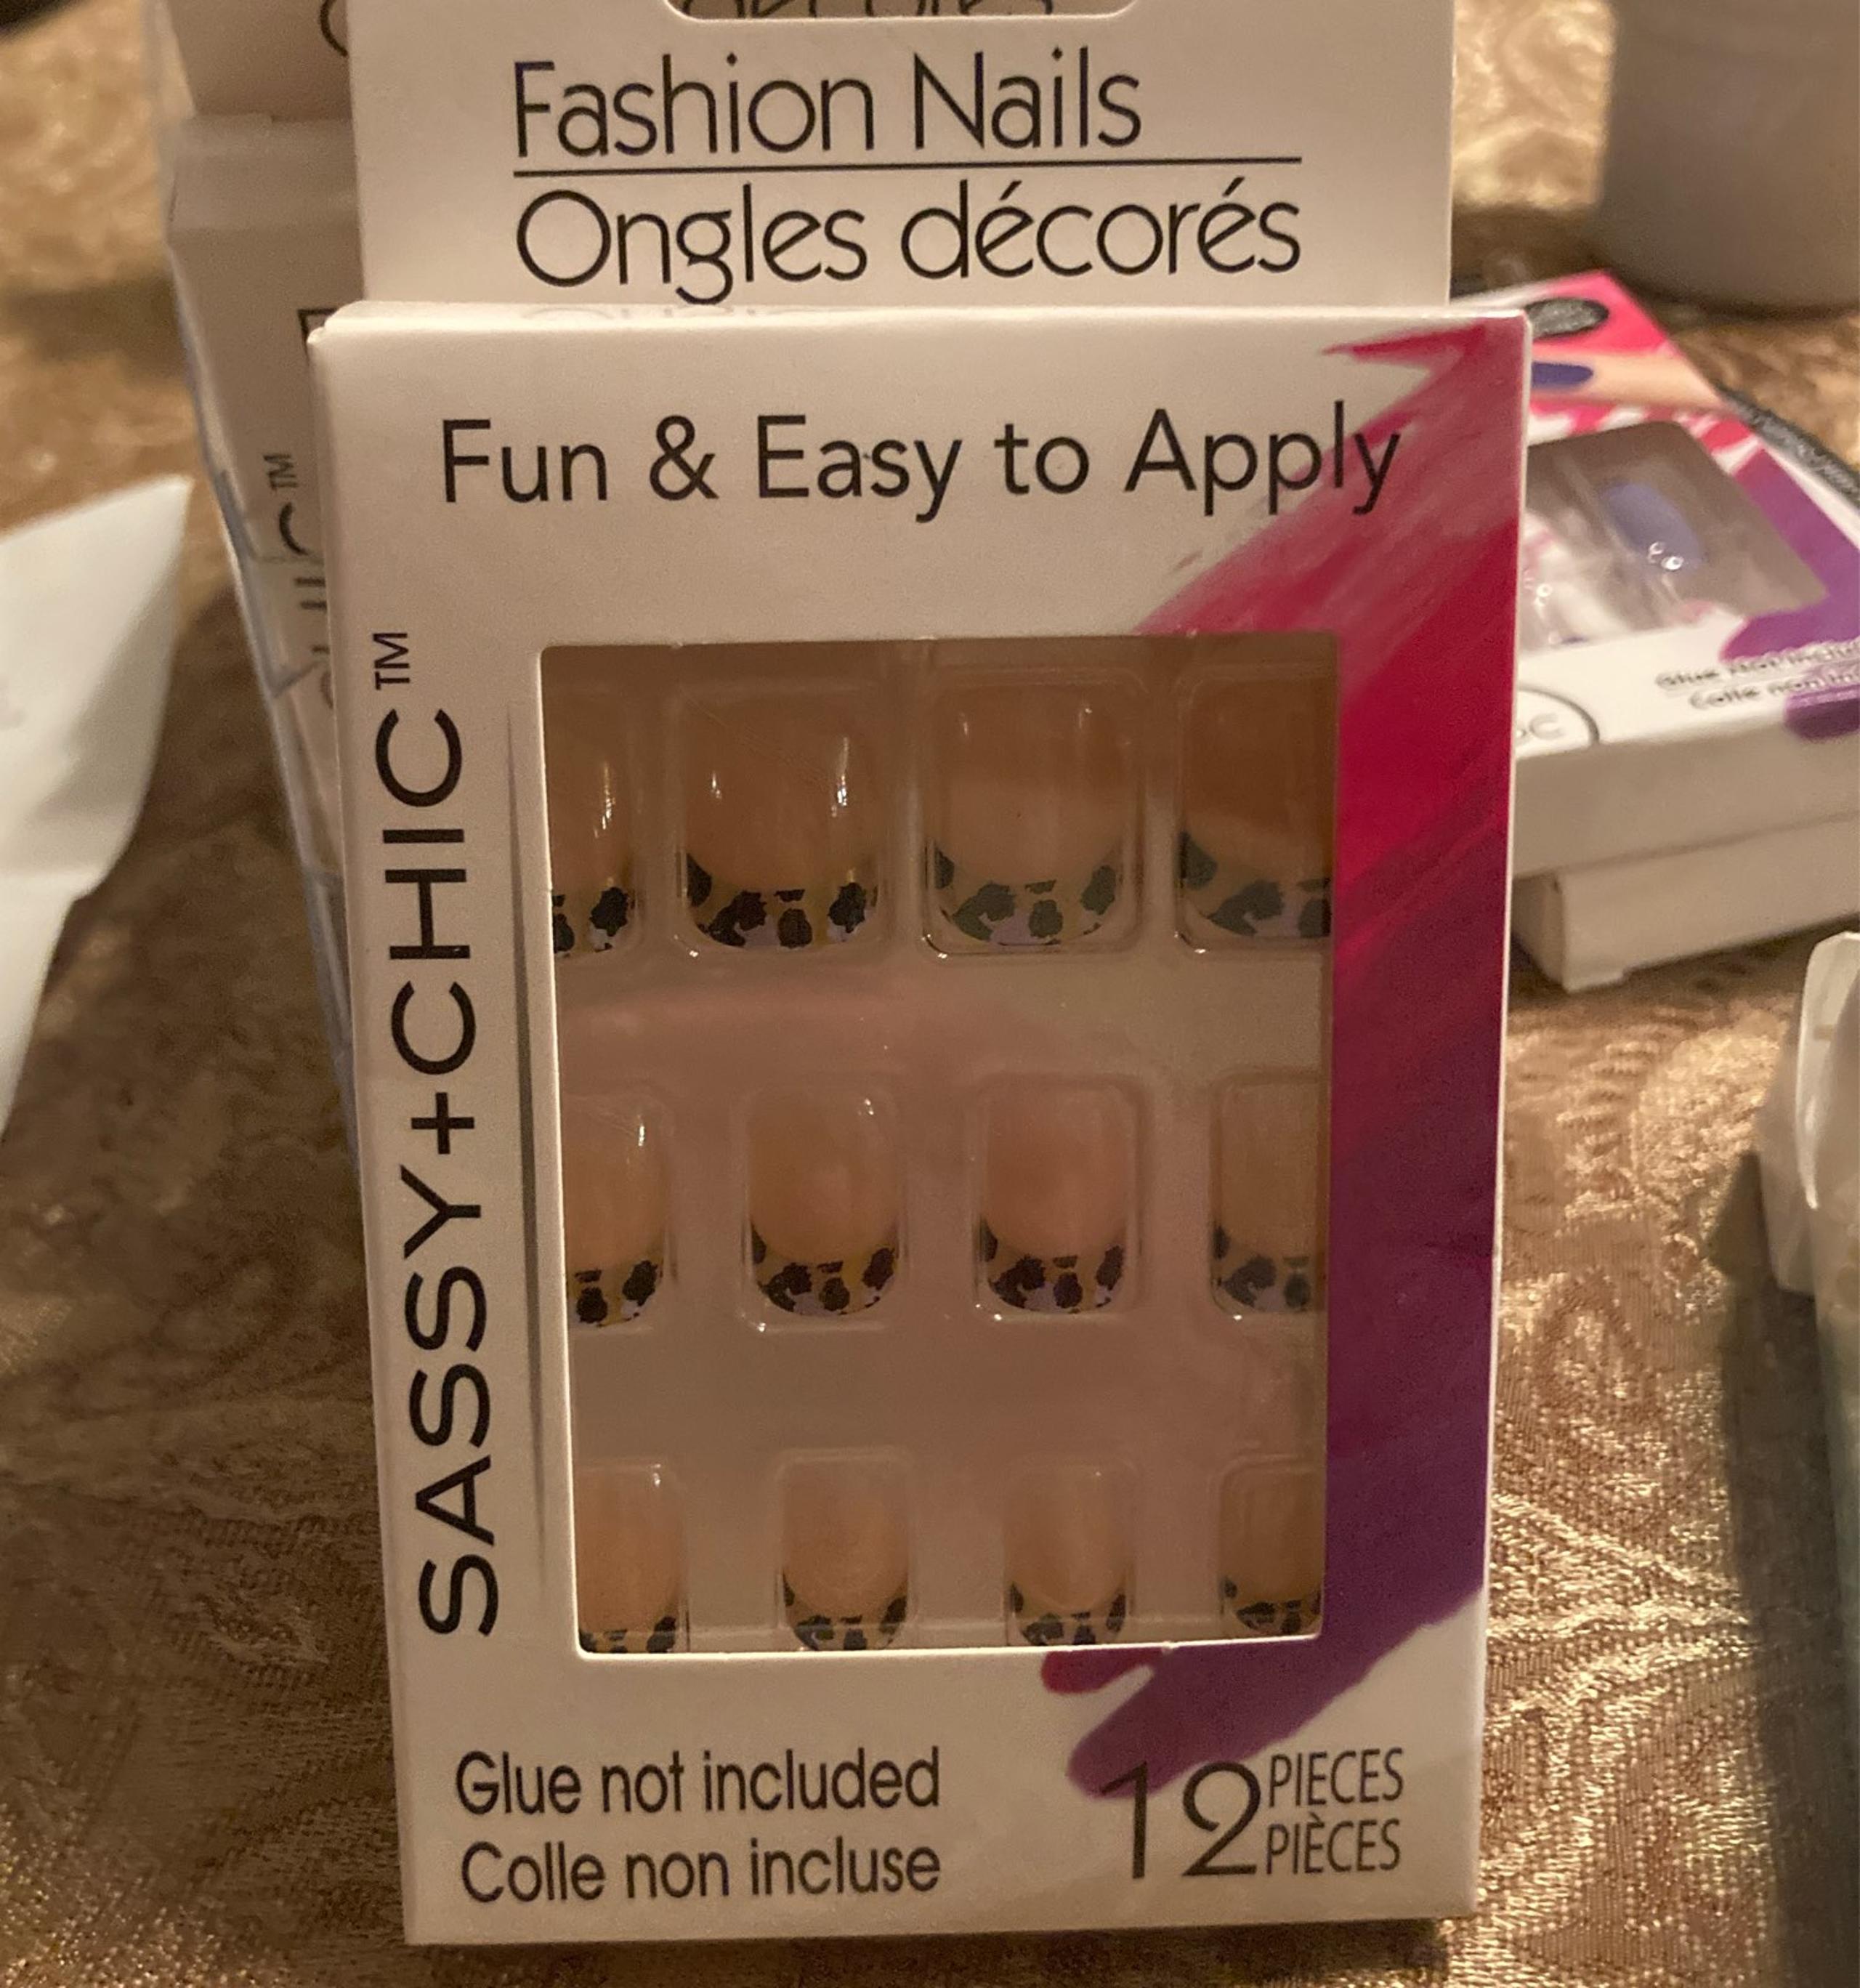 Fashion Nails
Ongles décorés
Fun & Easy to Apply
SASSY+CHIC™
Glue not included
Colle non incluse
12 PIECES
PIÈCES